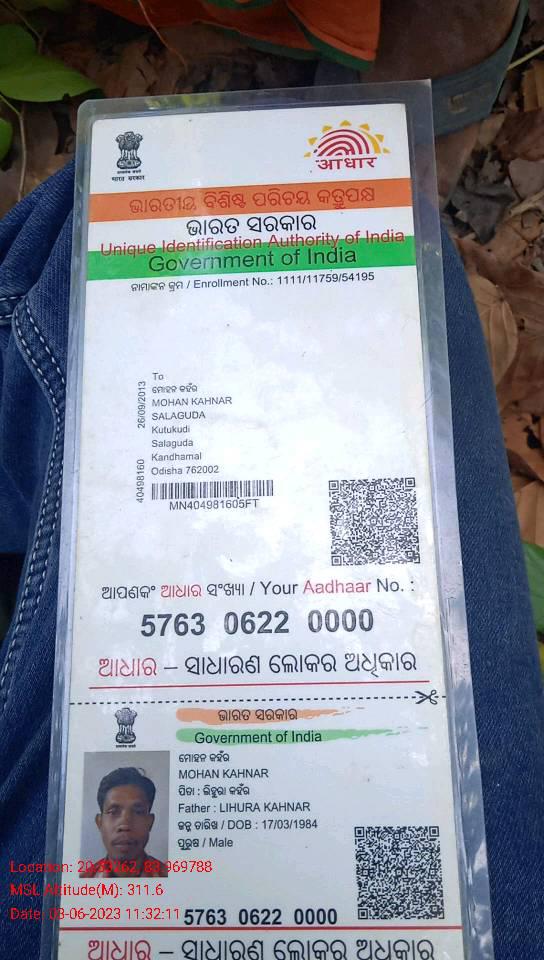 भारत सरकार
आधार
ଭାରତୀୟ ବିଶିଷ୍ଟ ପରିଚୟ କର୍ତ୍ତୃପକ୍ଷ
ଭାରତ ସରକାର
Unique Identification Authority of India
Government of India
ନାମାଙ୍କନ କ୍ରମ / Enrollment No.: 1111/11759/54195
40498160 26/09/2013
To
ମୋହନ କହଁର
MOHAN KAHNAR
SALAGUDA
Kutukudi
Salaguda
Kandhamal
Odisha 762002
MN404981605FT
ଆପଣଙ୍କ ଆଧାର ସଂଖ୍ୟା / Your Aadhaar No. :
5763 0622 0000
ଆଧାର – ସାଧାରଣ ଲୋକର ଅଧିକାର
ଭାରତ ସରକାର
Government of India
ମୋହନ କହଁର
MOHAN KAHNAR
ପିତା : ଲିହୁରା କହଁର
Father : LIHURA KAHNAR
ଜନ୍ମ ତାରିଖ / DOB : 17/03/1984
ପୁରୁଷ / Male
MSL Altitude(M): 311.6
Date: 03-06-2023 11:32:11
5763 0622 0000
ଆଧାର – ସାଧାରଣ ଲୋକର ଅଧିକାର